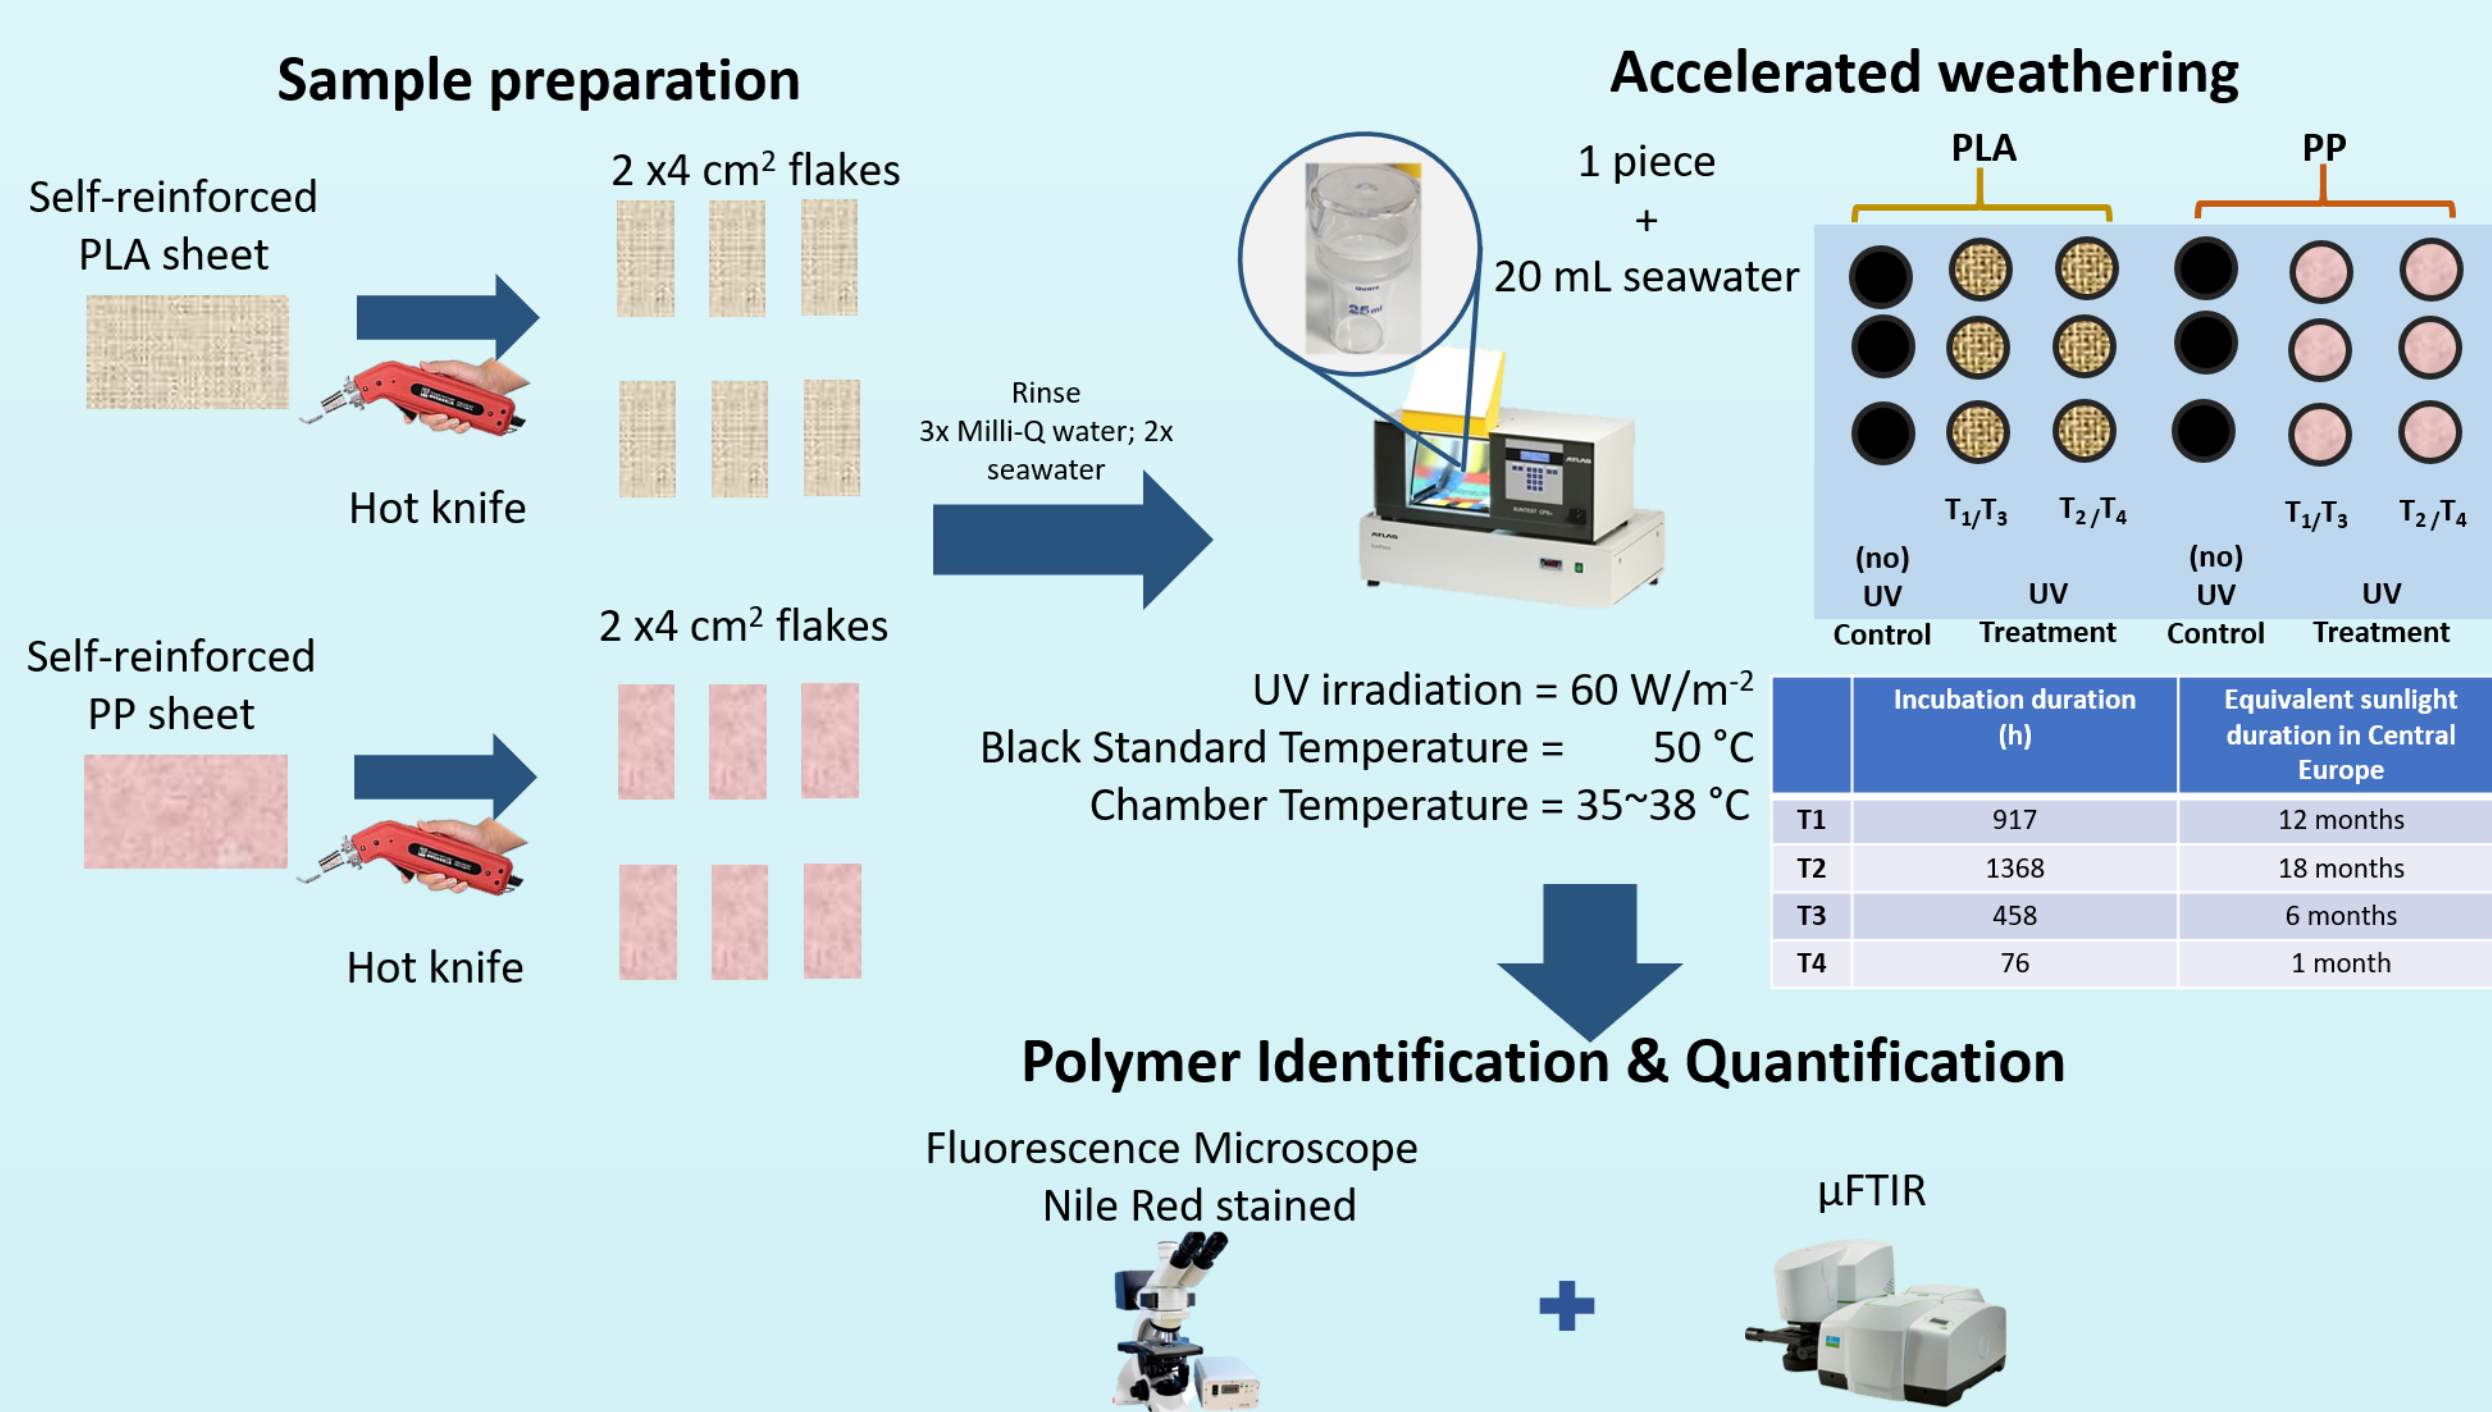 Sample preparation
Self-reinforced
PLA sheet
2 x4 cm² flakes
Hot knife
Self-reinforced
PP sheet
2 x4 cm² flakes
Hot knife
Rinse
3x Milli-Q water; 2x
seawater
Accelerated weathering
1 piece
+
20 mL seawater
25ml
ATLAS
SUNTEST CPS+
ATLAS
PLA
PP
T₁/T₃
T₂/T₄
T₁/T₃
T₂/T₄
(no)
UV
Control
UV
Treatment
(no)
UV
Control
UV
Treatment
UV irradiation = 60 W/m⁻²
Black Standard Temperature = 50 °C
Chamber Temperature = 35~38 °C
Incubation duration
(h)
Equivalent sunlight
duration in Central
Europe
T1 917 12 months
T2 1368 18 months
T3 458 6 months
T4 76 1 month
Polymer Identification & Quantification
Fluorescence Microscope
Nile Red stained
µFTIR